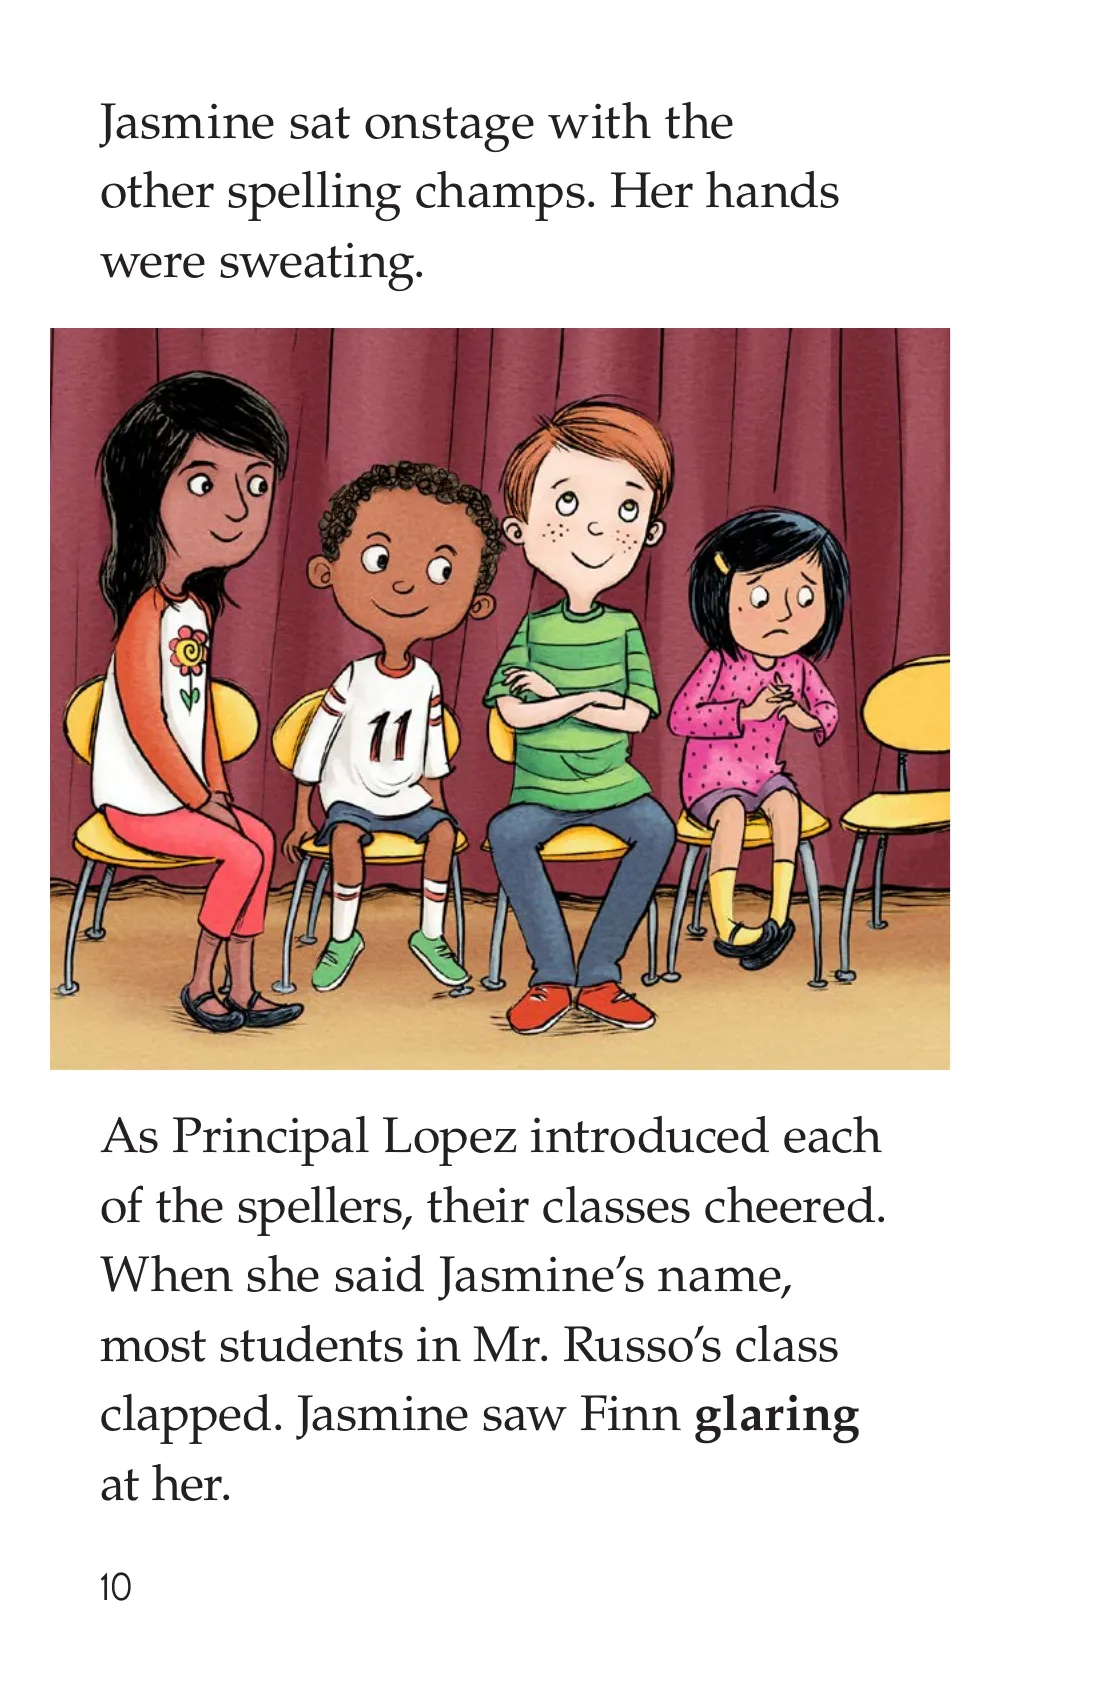 Jasmine sat onstage with the
other spelling champs. Her hands
were sweating.
11
As Principal Lopez introduced each
of the spellers, their classes cheered.
When she said Jasmine’s name,
most students in Mr. Russo’s class
clapped. Jasmine saw Finn glaring
at her.
10